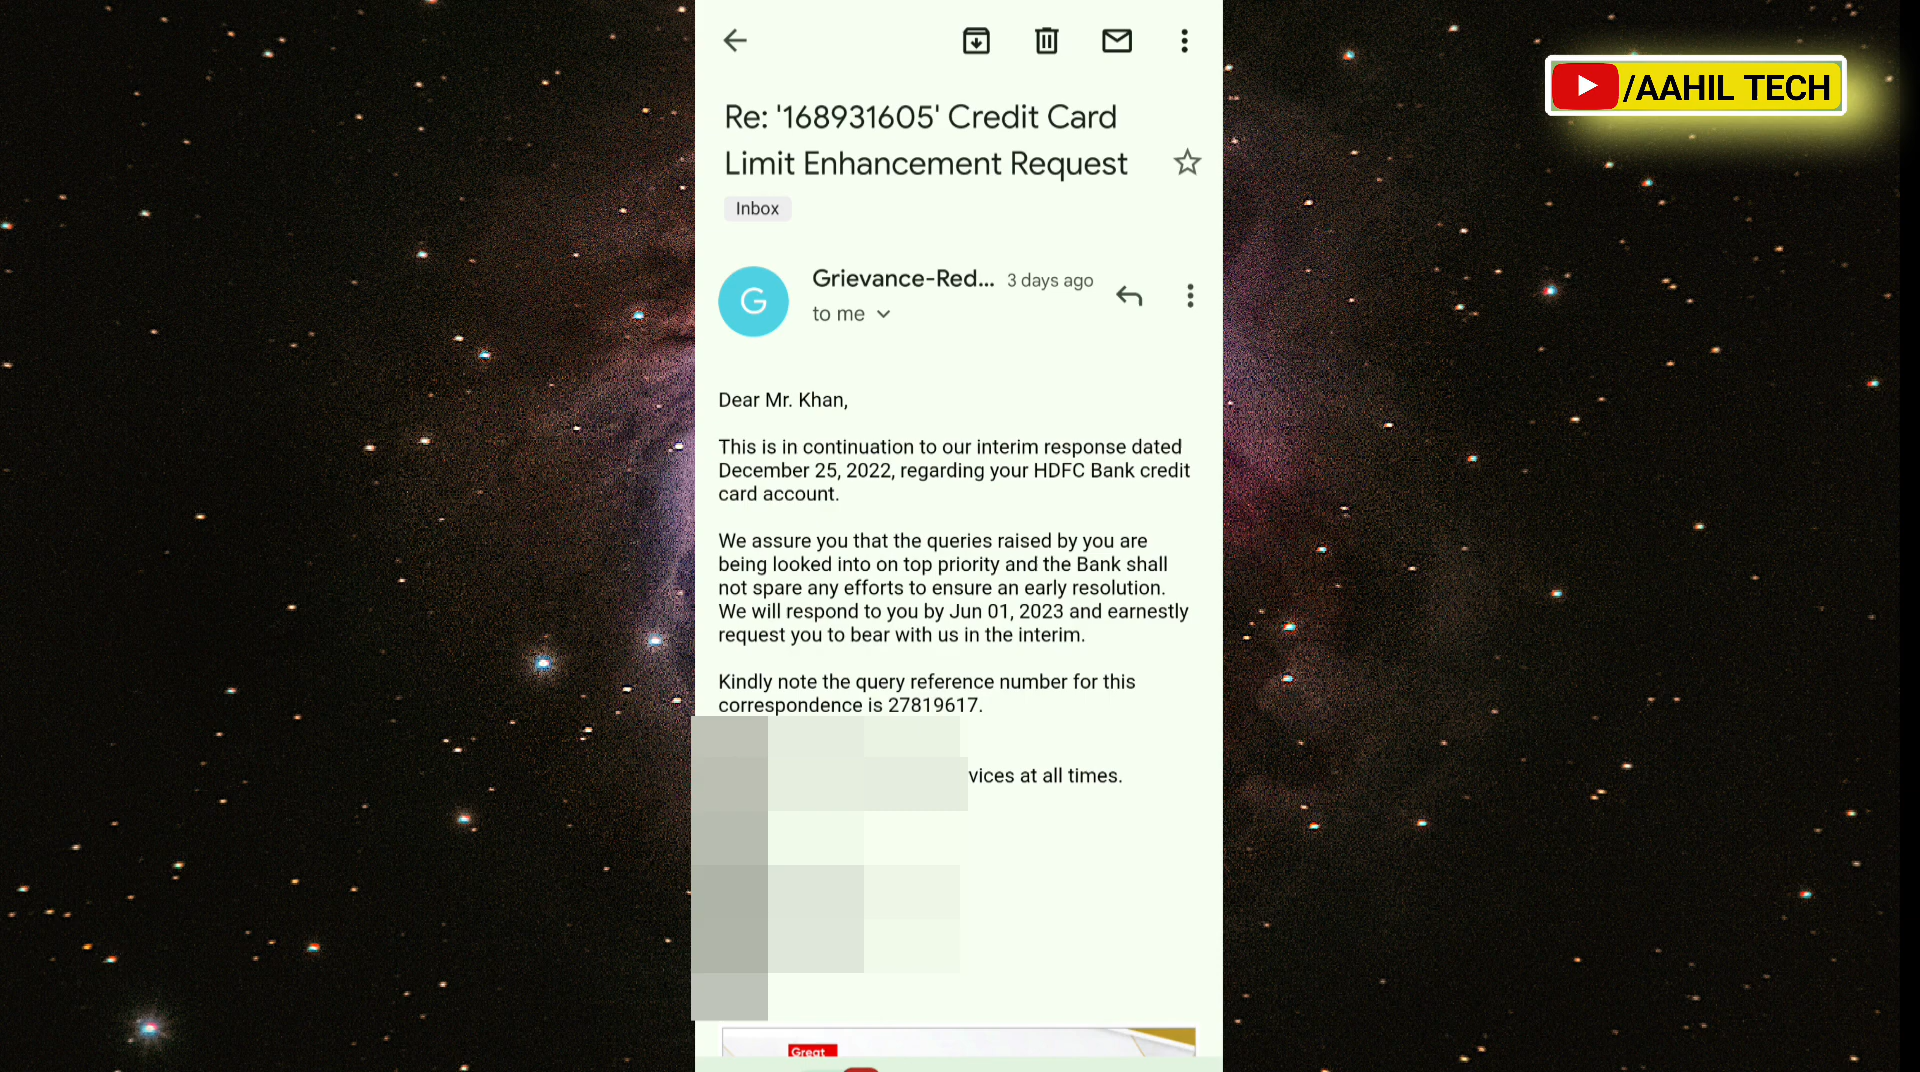 /AAHIL TECH
Re: '168931605' Credit Card
Limit Enhancement Request
Inbox
G
Grievance-Red... 3 days ago
to me
Dear Mr. Khan,
This is in continuation to our interim response dated
December 25, 2022, regarding your HDFC Bank credit
card account.
We assure you that the queries raised by you are
being looked into on top priority and the Bank shall
not spare any efforts to ensure an early resolution.
We will respond to you by Jun 01, 2023 and earnestly
request you to bear with us in the interim.
Kindly note the query reference number for this
correspondence is 27819617.
vices at all times.
Great